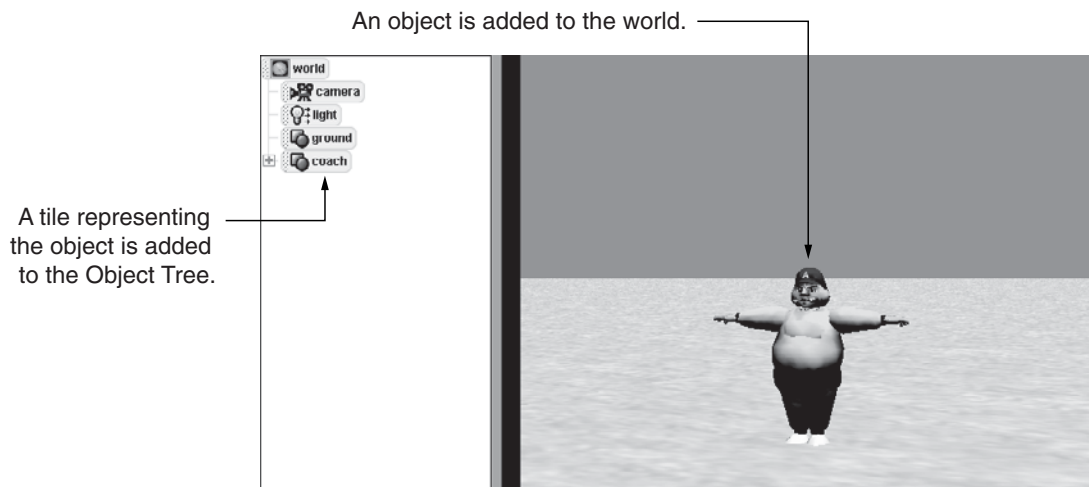 An object is added to the world.
world
camera
light
ground
coach
A tile representing
the object is added
to the Object Tree.
A